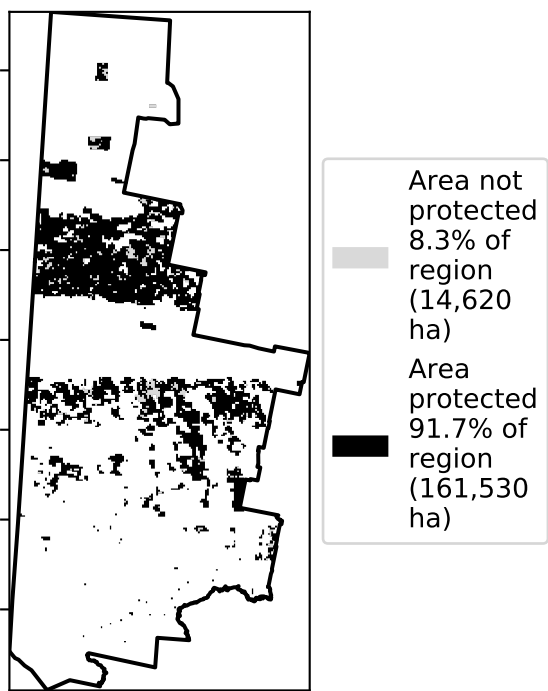 Area not
protected
8.3% of
region
(14,620
ha)
Area
protected
91.7% of
region
(161,530
ha)